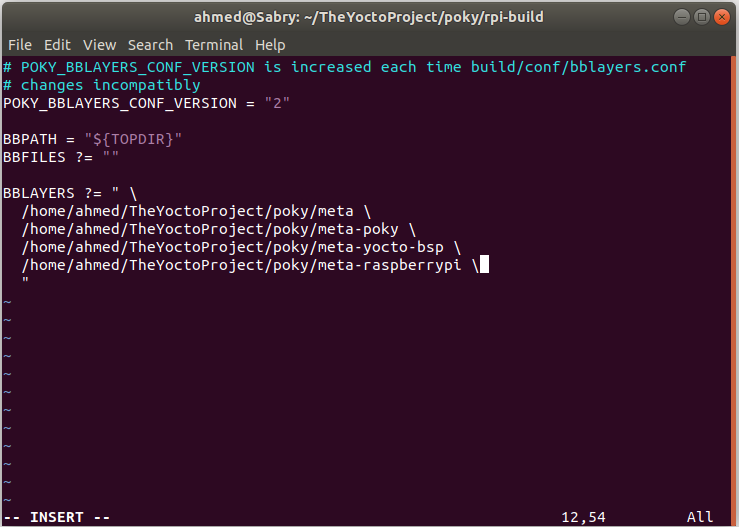 ahmed@Sabry: ~/TheYoctoProject/poky/rpi-build
File Edit View Search Terminal Help
# POKY_BBLAYERS_CONF_VERSION is increased each time build/conf/bblayers.conf
# changes incompatibly
POKY_BBLAYERS_CONF_VERSION = "2"

BBPATH = "${TOPDIR}"
BBFILES ?= ""

BBLAYERS ?= " \
  /home/ahmed/TheYoctoProject/poky/meta \
  /home/ahmed/TheYoctoProject/poky/meta-poky \
  /home/ahmed/TheYoctoProject/poky/meta-yocto-bsp \
  /home/ahmed/TheYoctoProject/poky/meta-raspberrypi \
  "
~
~
~
~
~
~
~
~
~
~
~
~
-- INSERT -- 12,54 All